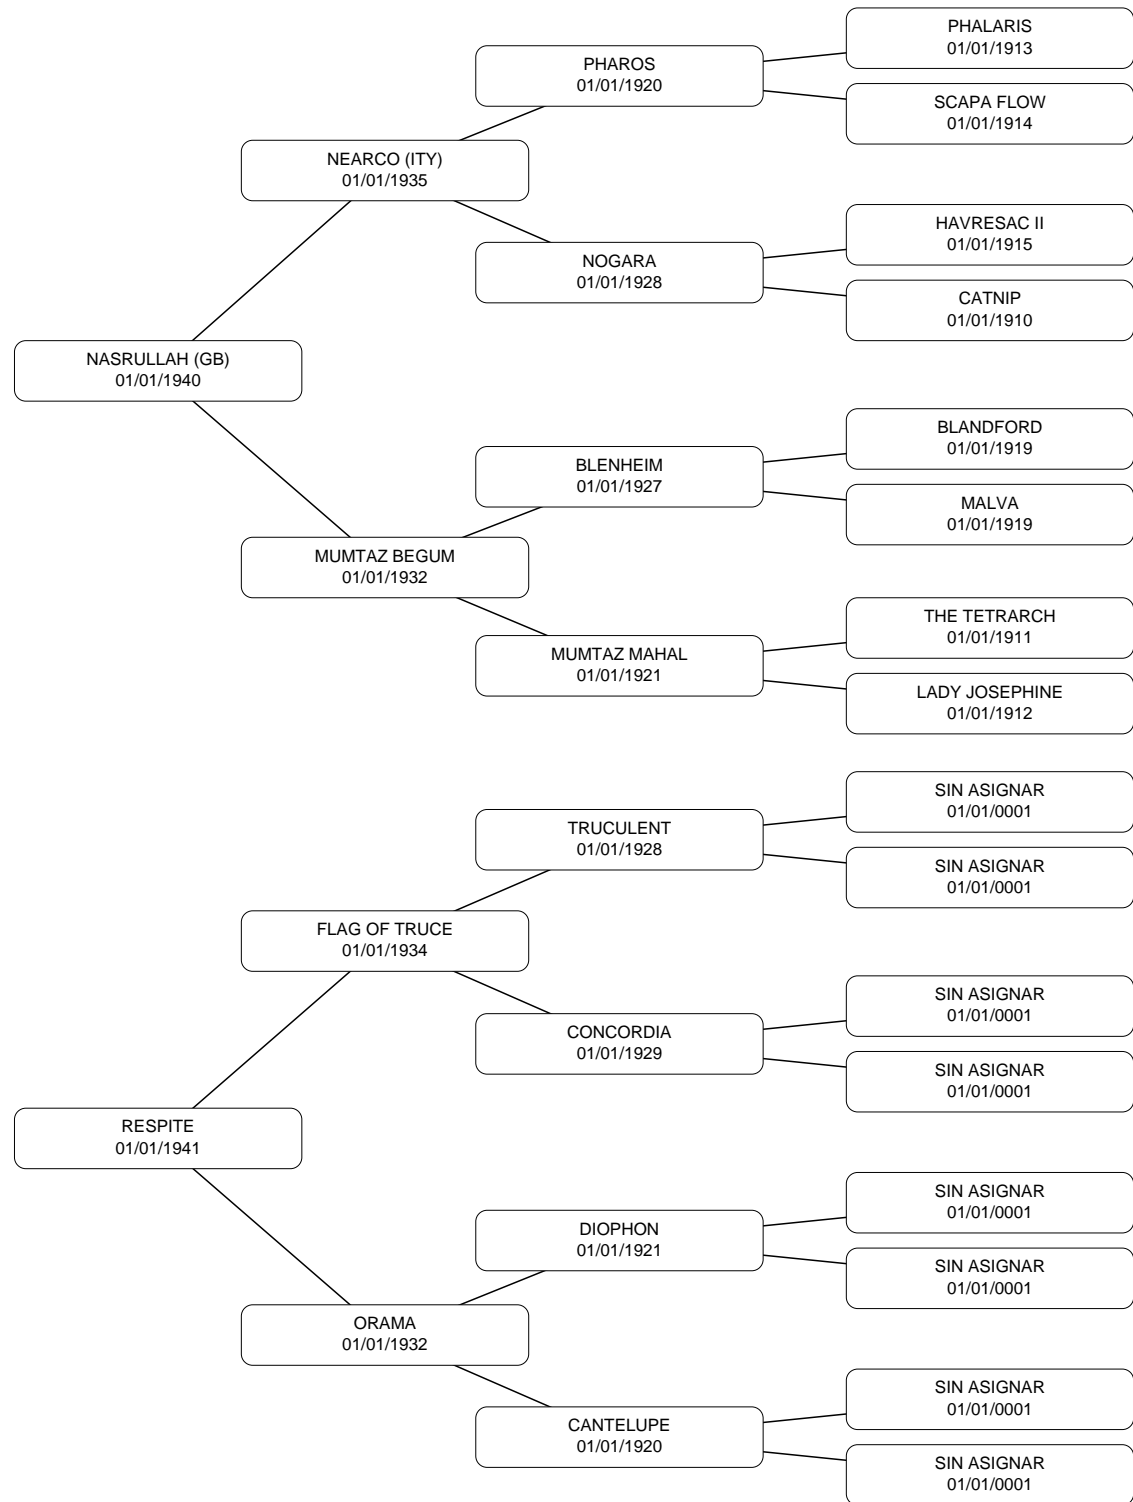 PHALARIS
01/01/1913
PHAROS
01/01/1920
SCAPA FLOW
01/01/1914
NEARCO (ITY)
01/01/1935
HAVRESAC II
01/01/1915
NOGARA
01/01/1928
CATNIP
01/01/1910
NASRULLAH (GB)
01/01/1940
BLANDFORD
01/01/1919
BLENHEIM
01/01/1927
MALVA
01/01/1919
MUMTAZ BEGUM
01/01/1932
THE TETRARCH
01/01/1911
MUMTAZ MAHAL
01/01/1921
LADY JOSEPHINE
01/01/1912
SIN ASIGNAR
01/01/0001
TRUCULENT
01/01/1928
SIN ASIGNAR
01/01/0001
FLAG OF TRUCE
01/01/1934
SIN ASIGNAR
01/01/0001
CONCORDIA
01/01/1929
SIN ASIGNAR
01/01/0001
RESPITE
01/01/1941
SIN ASIGNAR
01/01/0001
DIOPHON
01/01/1921
SIN ASIGNAR
01/01/0001
ORAMA
01/01/1932
SIN ASIGNAR
01/01/0001
CANTELUPE
01/01/1920
SIN ASIGNAR
01/01/0001